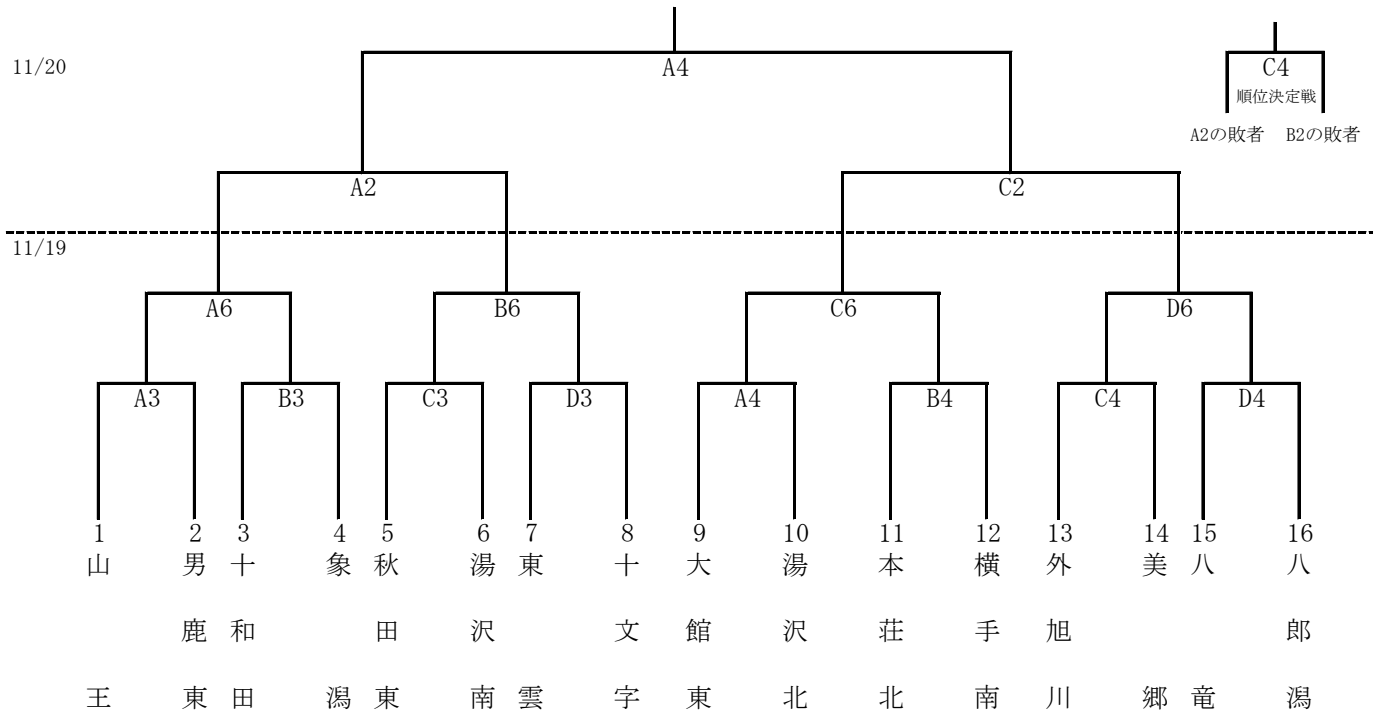 11/20
A4
C4
順位決定戦
A2の敗者 B2の敗者
A2
C2
11/19
A6
B6
C6
D6
A3
B3
C3
D3
A4
B4
C4
D4
1
2
3
4
5
6
7
8
9
10
11
12
13
14
15
16
山王
男鹿東
十和田
象潟
秋田東
湯沢南
東雲
十文字
大館東
湯沢北
本荘北
横手南
外旭川
美郷
八竜
八郎潟